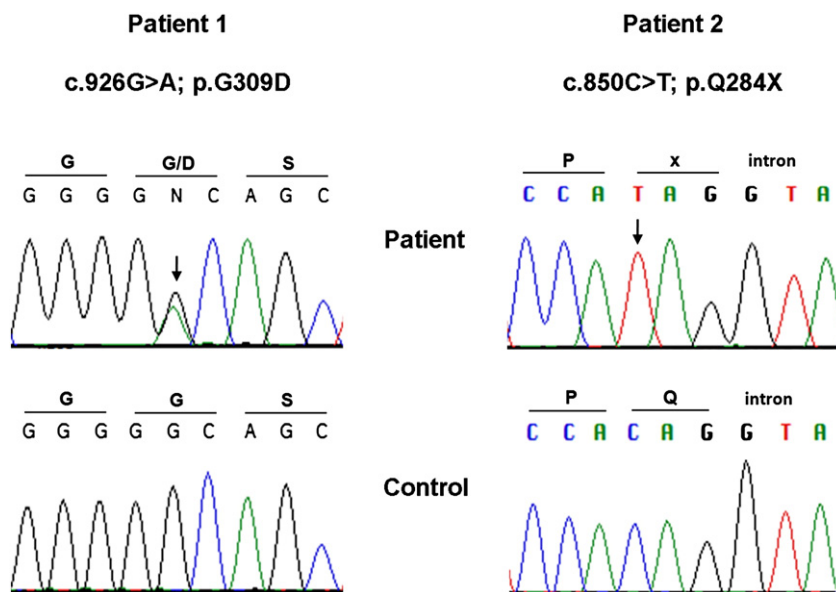 Patient 1
c.926G>A; p.G309D
G G/D S
G G G G N C A G C
Patient 2
c.850C>T; p.Q284X
P x intron
C C A T A G G T A
Patient
G G S
G G G G G C A G C
P Q intron
C C A C A G G T A
Control